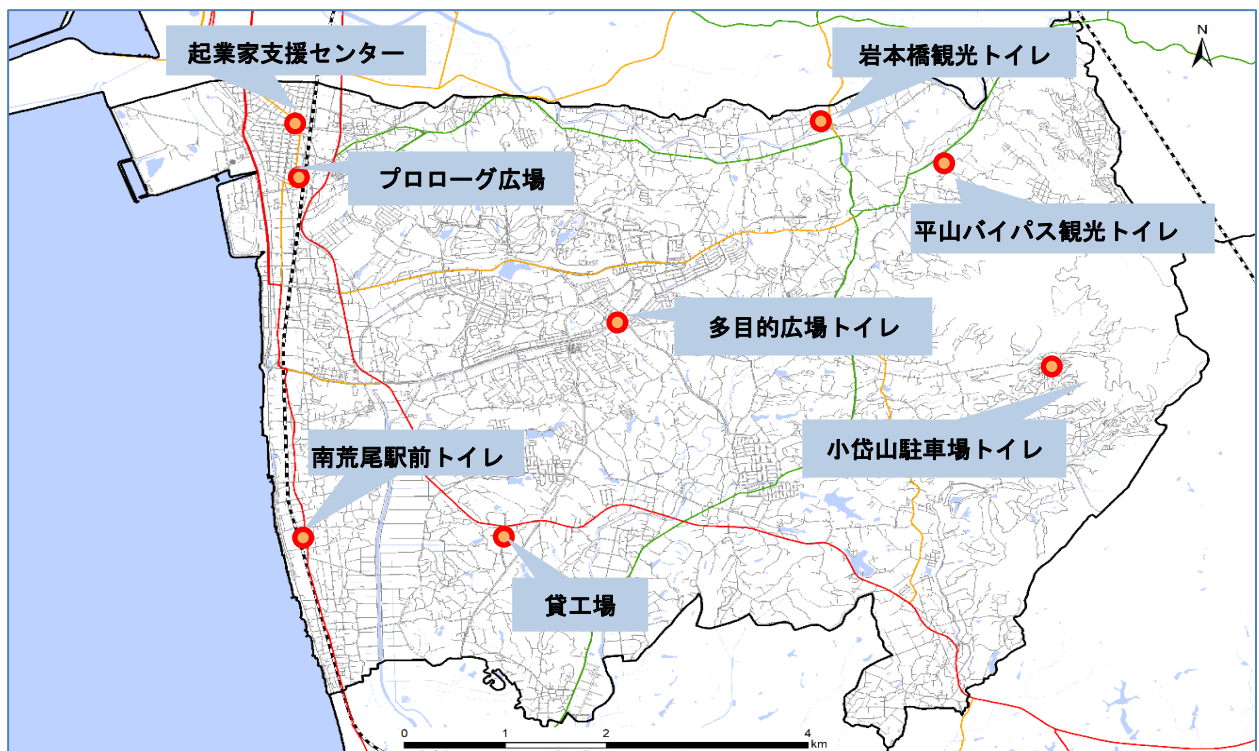 N
起業家支援センター
岩本橋観光トイレ
プロローグ広場
平山バイパス観光トイレ
多目的広場トイレ
小岱山駐車場トイレ
南荒尾駅前トイレ
貸工場
0 1 2 4
km